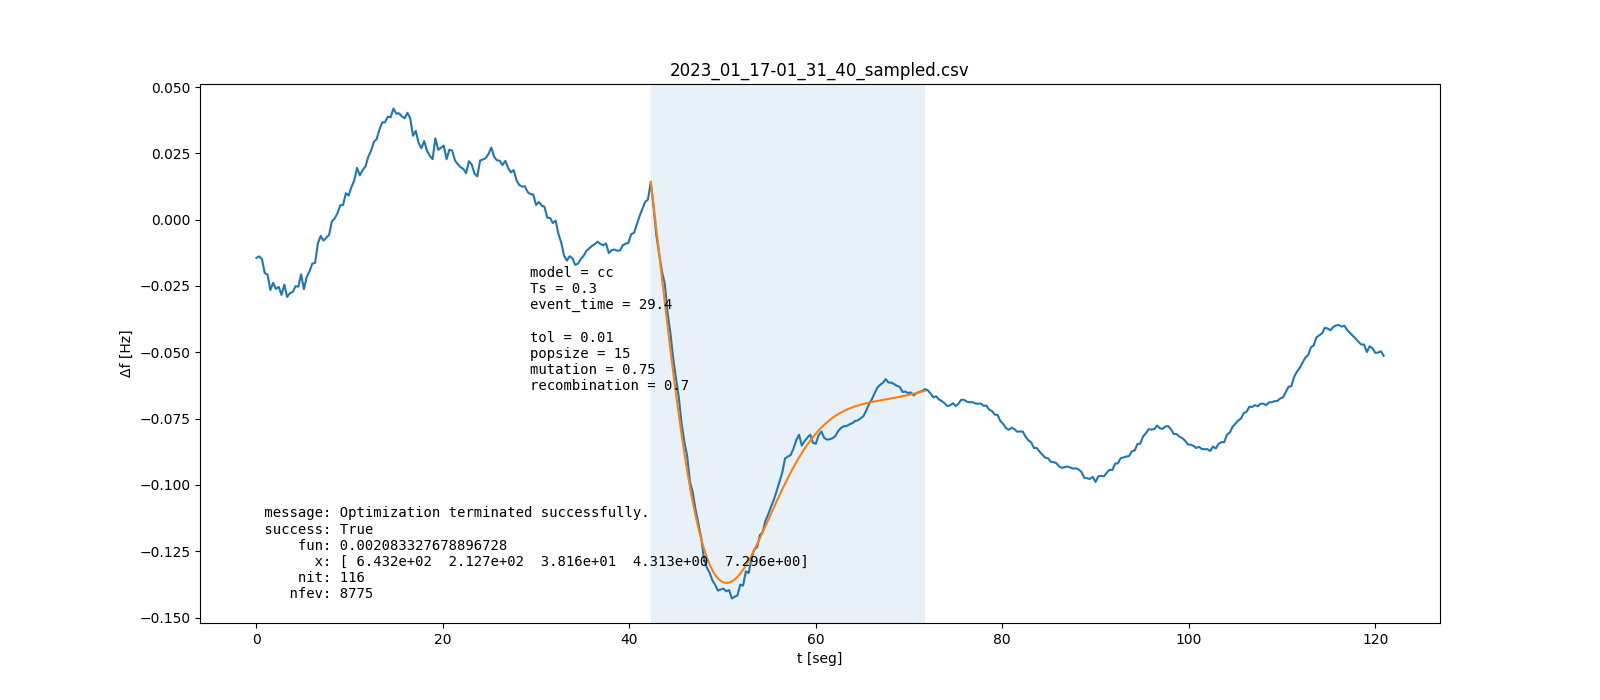 2023_01_17-01_31_40_sampled.csv
0.050
0.025
0.000
−0.025
−0.050
−0.075
−0.100
−0.125
−0.150
Δf [Hz]
model = cc
Ts = 0.3
event_time = 29.4
tol = 0.01
popsize = 15
mutation = 0.75
recombination = 0.7
message: Optimization terminated successfully.
success: True
fun: 0.002083327678896728
x: [ 6.432e+02  2.127e+02  3.816e+01  4.313e+00  7.296e+00]
nit: 116
nfev: 8775
0 20 40 60 80 100 120
t [seg]